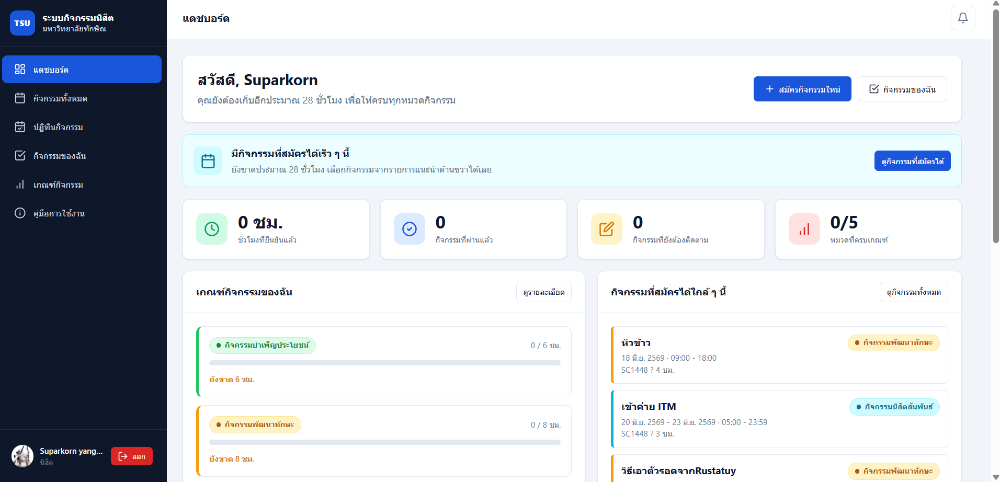 TSU
ระบบกิจกรรมนิสิต
มหาวิทยาลัยทักษิณ
แดชบอร์ด
กิจกรรมทั้งหมด
ปฏิทินกิจกรรม
กิจกรรมของฉัน
เกณฑ์กิจกรรม
คู่มือการใช้งาน
Suparkorn yang...
นิสิต
ออก
แดชบอร์ด
สวัสดี, Suparkorn
คุณยังต้องเก็บอีกประมาณ 28 ชั่วโมง เพื่อให้ครบทุกหมวดกิจกรรม
สมัครกิจกรรมใหม่
กิจกรรมของฉัน
มีกิจกรรมที่สมัครได้เร็ว ๆ นี้
ยังขาดประมาณ 28 ชั่วโมง เลือกกิจกรรมจากรายการแนะนำด้านขวาได้เลย
ดูกิจกรรมที่สมัครได้
0 ชม.
ชั่วโมงที่ยืนยันแล้ว
0
กิจกรรมที่ผ่านแล้ว
0
กิจกรรมที่ยังต้องติดตาม
0/5
หมวดที่ครบเกณฑ์
เกณฑ์กิจกรรมของฉัน
ดูรายละเอียด
กิจกรรมบำเพ็ญประโยชน์
0 / 6 ชม.
ยังขาด 6 ชม.
กิจกรรมพัฒนาทักษะ
0 / 8 ชม.
ยังขาด 8 ชม.
กิจกรรมที่สมัครได้ใกล้ ๆ นี้
ดูกิจกรรมทั้งหมด
หิวข้าว
กิจกรรมพัฒนาทักษะ
18 มิ.ย. 2569 · 09:00 - 18:00
SC1448 ? 4 ชม.
เข้าค่าย ITM
กิจกรรมนิสิตสัมพันธ์
20 มิ.ย. 2569 - 23 มิ.ย. 2569 · 05:00 - 23:59
SC1448 ? 3 ชม.
วิธีเอาตัวรอดจากRustatuy
กิจกรรมพัฒนาทักษะ